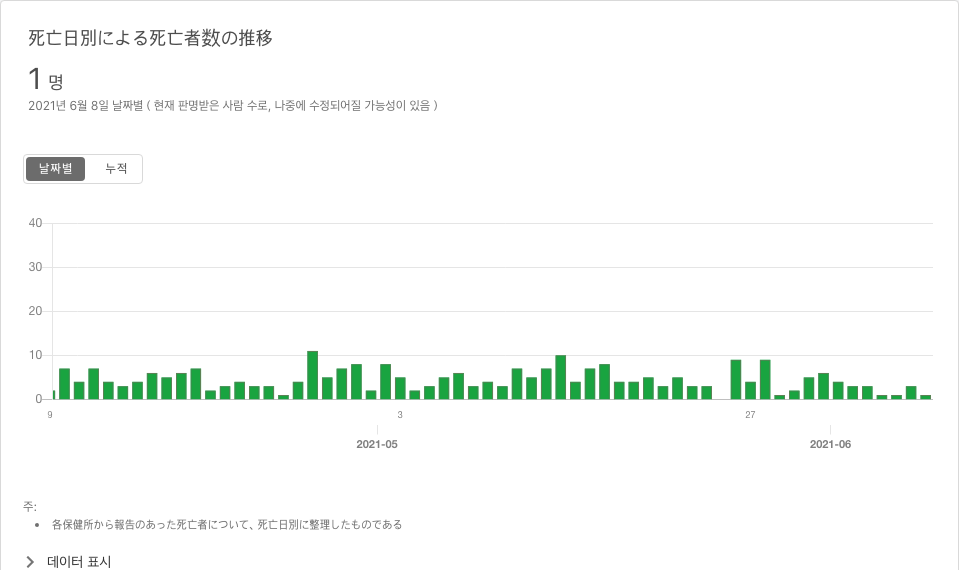 死亡日別による死亡者数の推移
1 명
2021년 6월 8일 날짜별 ( 현재 판명받은 사람 수로, 나중에 수정되어질 가능성이 있음 )
날짜별 누적
40
30
20
10
0
9 3 27
2021-05 2021-06
주:
• 各保健所から報告のあった死亡者について、死亡日別に整理したものである
데이터 표시